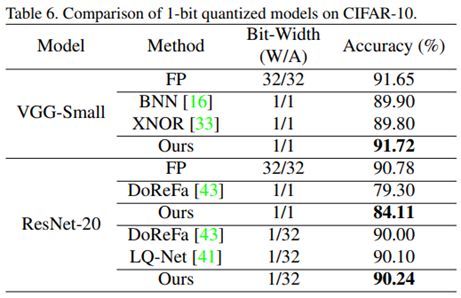 Table 6. Comparison of 1-bit quantized models on CIFAR-10.
Model Method Bit-Width (W/A) Accuracy (%)
VGG-Small FP 32/32 91.65
BNN [16] 1/1 89.90
XNOR [33] 1/1 89.80
Ours 1/1 91.72
ResNet-20 FP 32/32 90.78
DoReFa [43] 1/1 79.30
Ours 1/1 84.11
DoReFa [43] 1/32 90.00
LQ-Net [41] 1/32 90.10
Ours 1/32 90.24